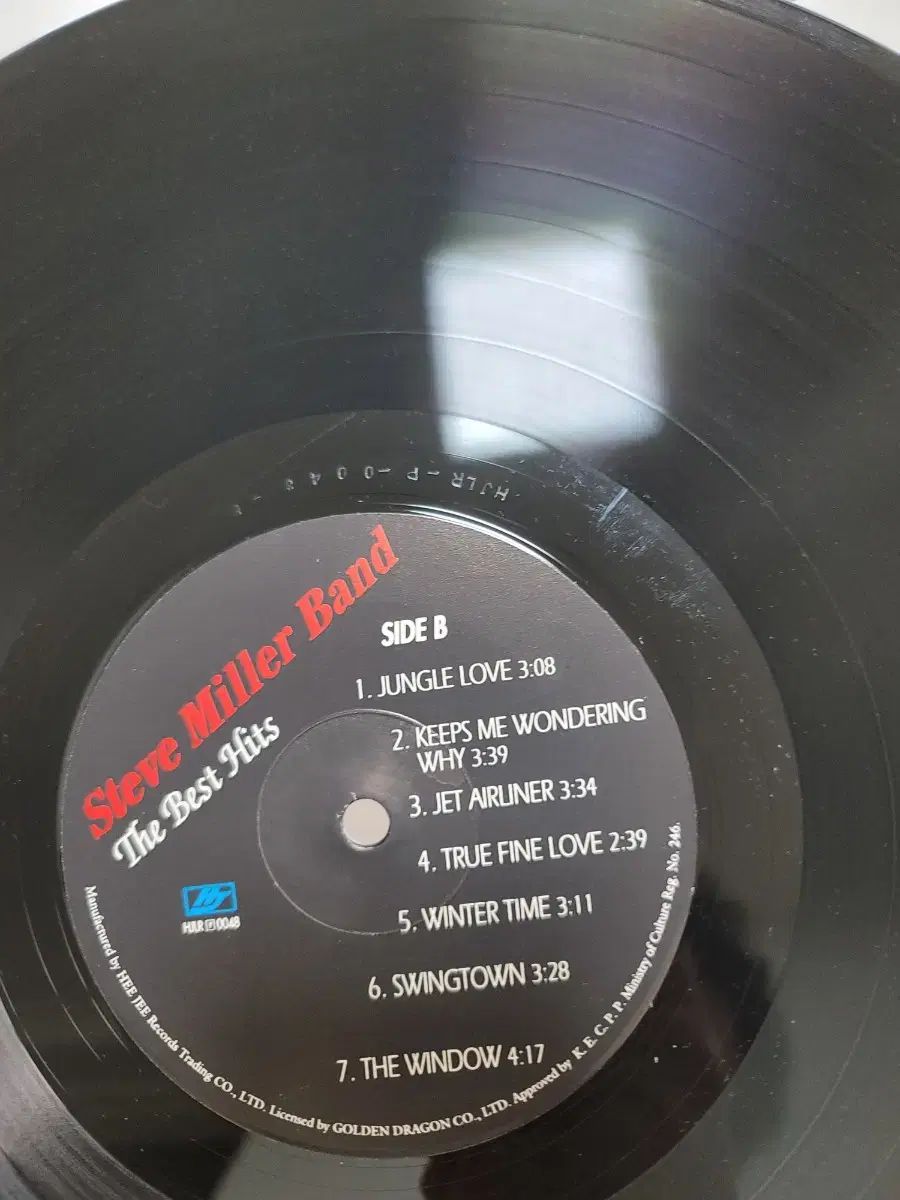 HJLR-P-0048-B
Steve Miller Band
The Best Hits
SIDE B
1. JUNGLE LOVE 3:08
2. KEEPS ME WONDERING
WHY 3:39
3. JET AIRLINER 3:34
4. TRUE FINE LOVE 2:39
5. WINTER TIME 3:11
6. SWINGTOWN 3:28
7. THE WINDOW 4:17
HJ
HJLR Ⓟ 0048
Manufactured by HEE JEE Records Trading CO., LTD. Licensed by GOLDEN DRAGON CO., LTD. Approved by K. E. C. P. P. Ministry of Culture Reg. No. 246.